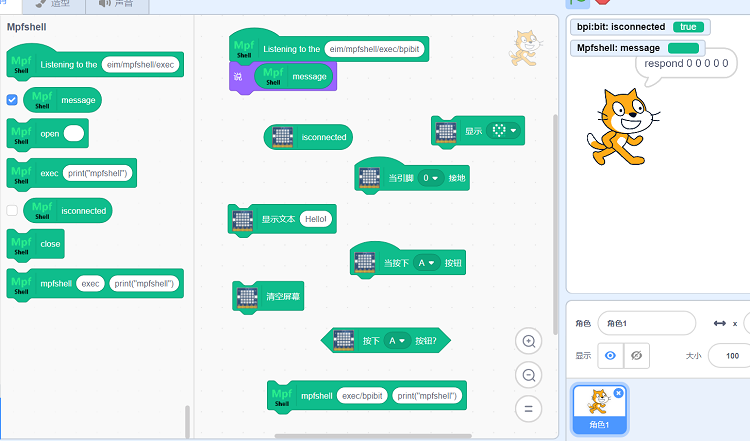 造型
声音
Mpfshell
Mpf Shell Listening to the eim/mpfshell/exec
Mpf Shell message
Mpf Shell open
Mpf Shell exec print("mpfshell")
Mpf Shell isconnected
Mpf Shell close
Mpf Shell mpfshell exec print("mpfshell")
Mpf Shell Listening to the eim/mpfshell/exec/bpibit
说 Mpf Shell message
isconnected
显示
当引脚 0 接地
显示文本 Hello!
当按下 A 按钮
清空屏幕
按下 A 按钮?
Mpf Shell mpfshell exec/bpibit print("mpfshell")
bpi:bit: isconnected true
Mpfshell: message
respond 0 0 0 0 0
角色 角色1 x
显示 大小 100
角色1